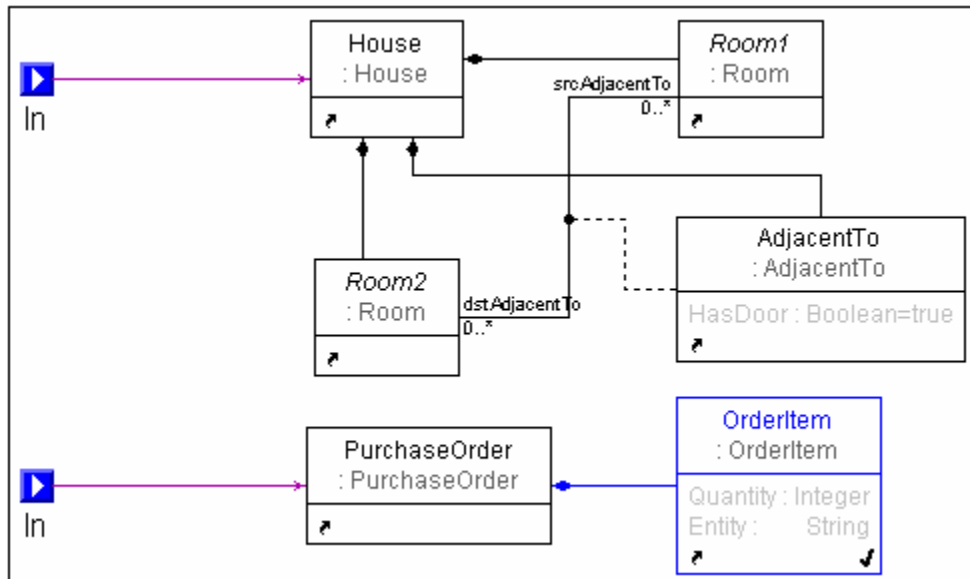 House
: House
Room1
: Room
In
srcAdjacentTo
0..*
AdjacentTo
: AdjacentTo
HasDoor : Boolean=true
Room2
: Room
dstAdjacentTo
0..*
PurchaseOrder
: PurchaseOrder
OrderItem
: OrderItem
Quantity : Integer
Entity : String
In